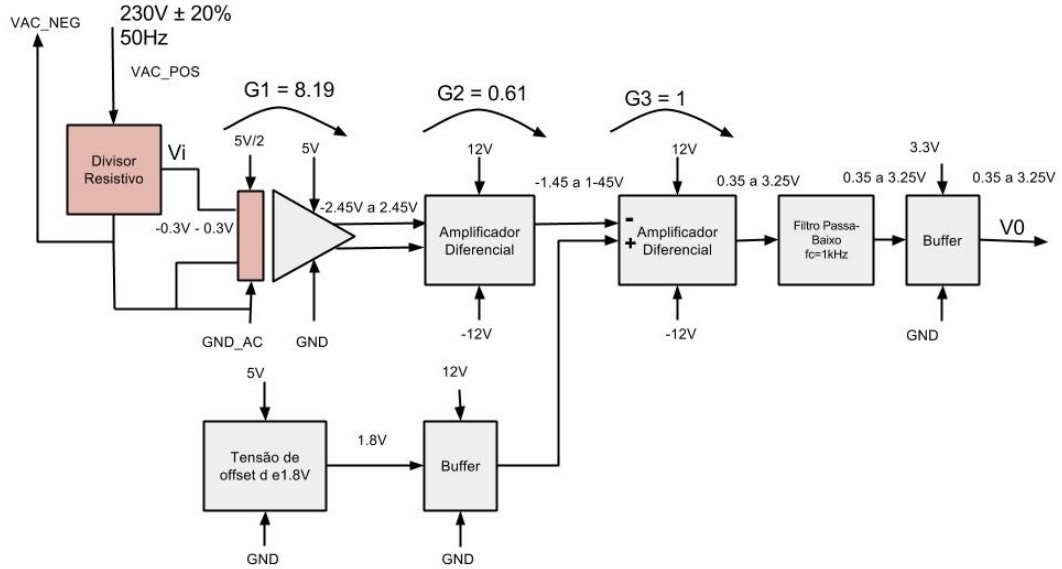 VAC_NEG
230V ± 20%
50Hz
VAC_POS
G1 = 8.19
G2 = 0.61
G3 = 1
5V/2
5V
12V
12V
3.3V
Divisor
Resistivo
Vi
-0.3V - 0.3V
-2.45V a 2.45V
Amplificador
Diferencial
-1.45 a 1-45V
-
+
Amplificador
Diferencial
0.35 a 3.25V
Filtro Passa-
Baixo
fc=1kHz
0.35 a 3.25V
Buffer
0.35 a 3.25V
V0
GND_AC
GND
-12V
-12V
GND
5V
12V
Tensão de
offset d e1.8V
1.8V
Buffer
GND
GND